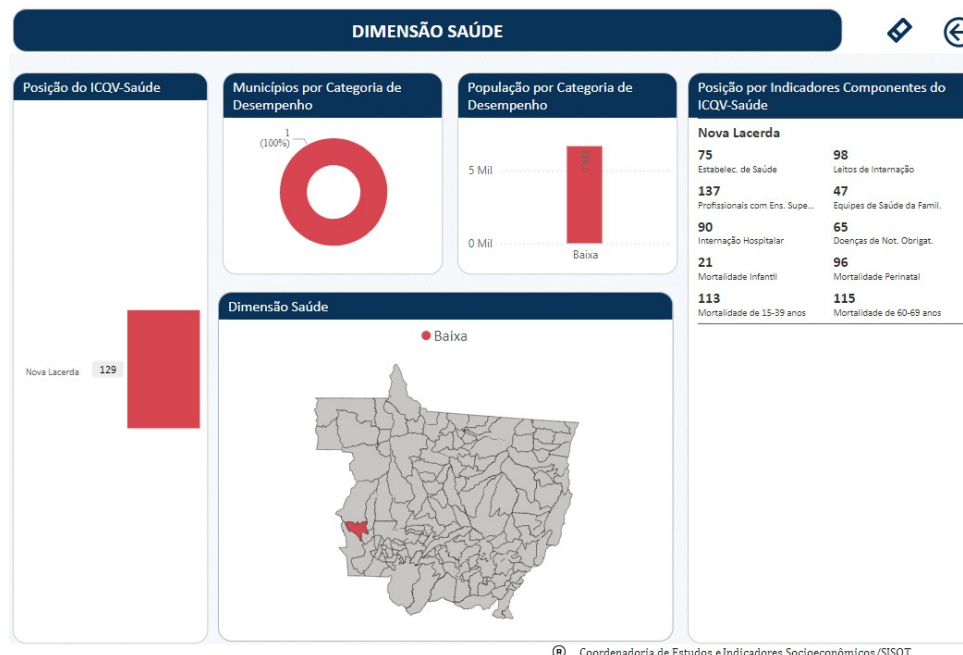 DIMENSÃO SAÚDE
Posição do ICQV-Saúde
Nova Lacerda 129
Municípios por Categoria de
Desempenho
1
(100%)
População por Categoria de
Desempenho
5 Mil
7 Mil
0 Mil
Baixa
Dimensão Saúde
Baixa
Posição por Indicadores Componentes do
ICQV-Saúde
Nova Lacerda
75 98
Estabelec. de Saúde Leitos de Internação
137 47
Profissionais com Ens. Supe... Equipes de Saúde da Famil.
90 65
Internação Hospitalar Doenças de Not. Obrigat.
21 96
Mortalidade Infantil Mortalidade Perinatal
113 115
Mortalidade de 15-39 anos Mortalidade de 60-69 anos
® Coordenadoria de Estudos e Indicadores Socioeconômicos/SISOT